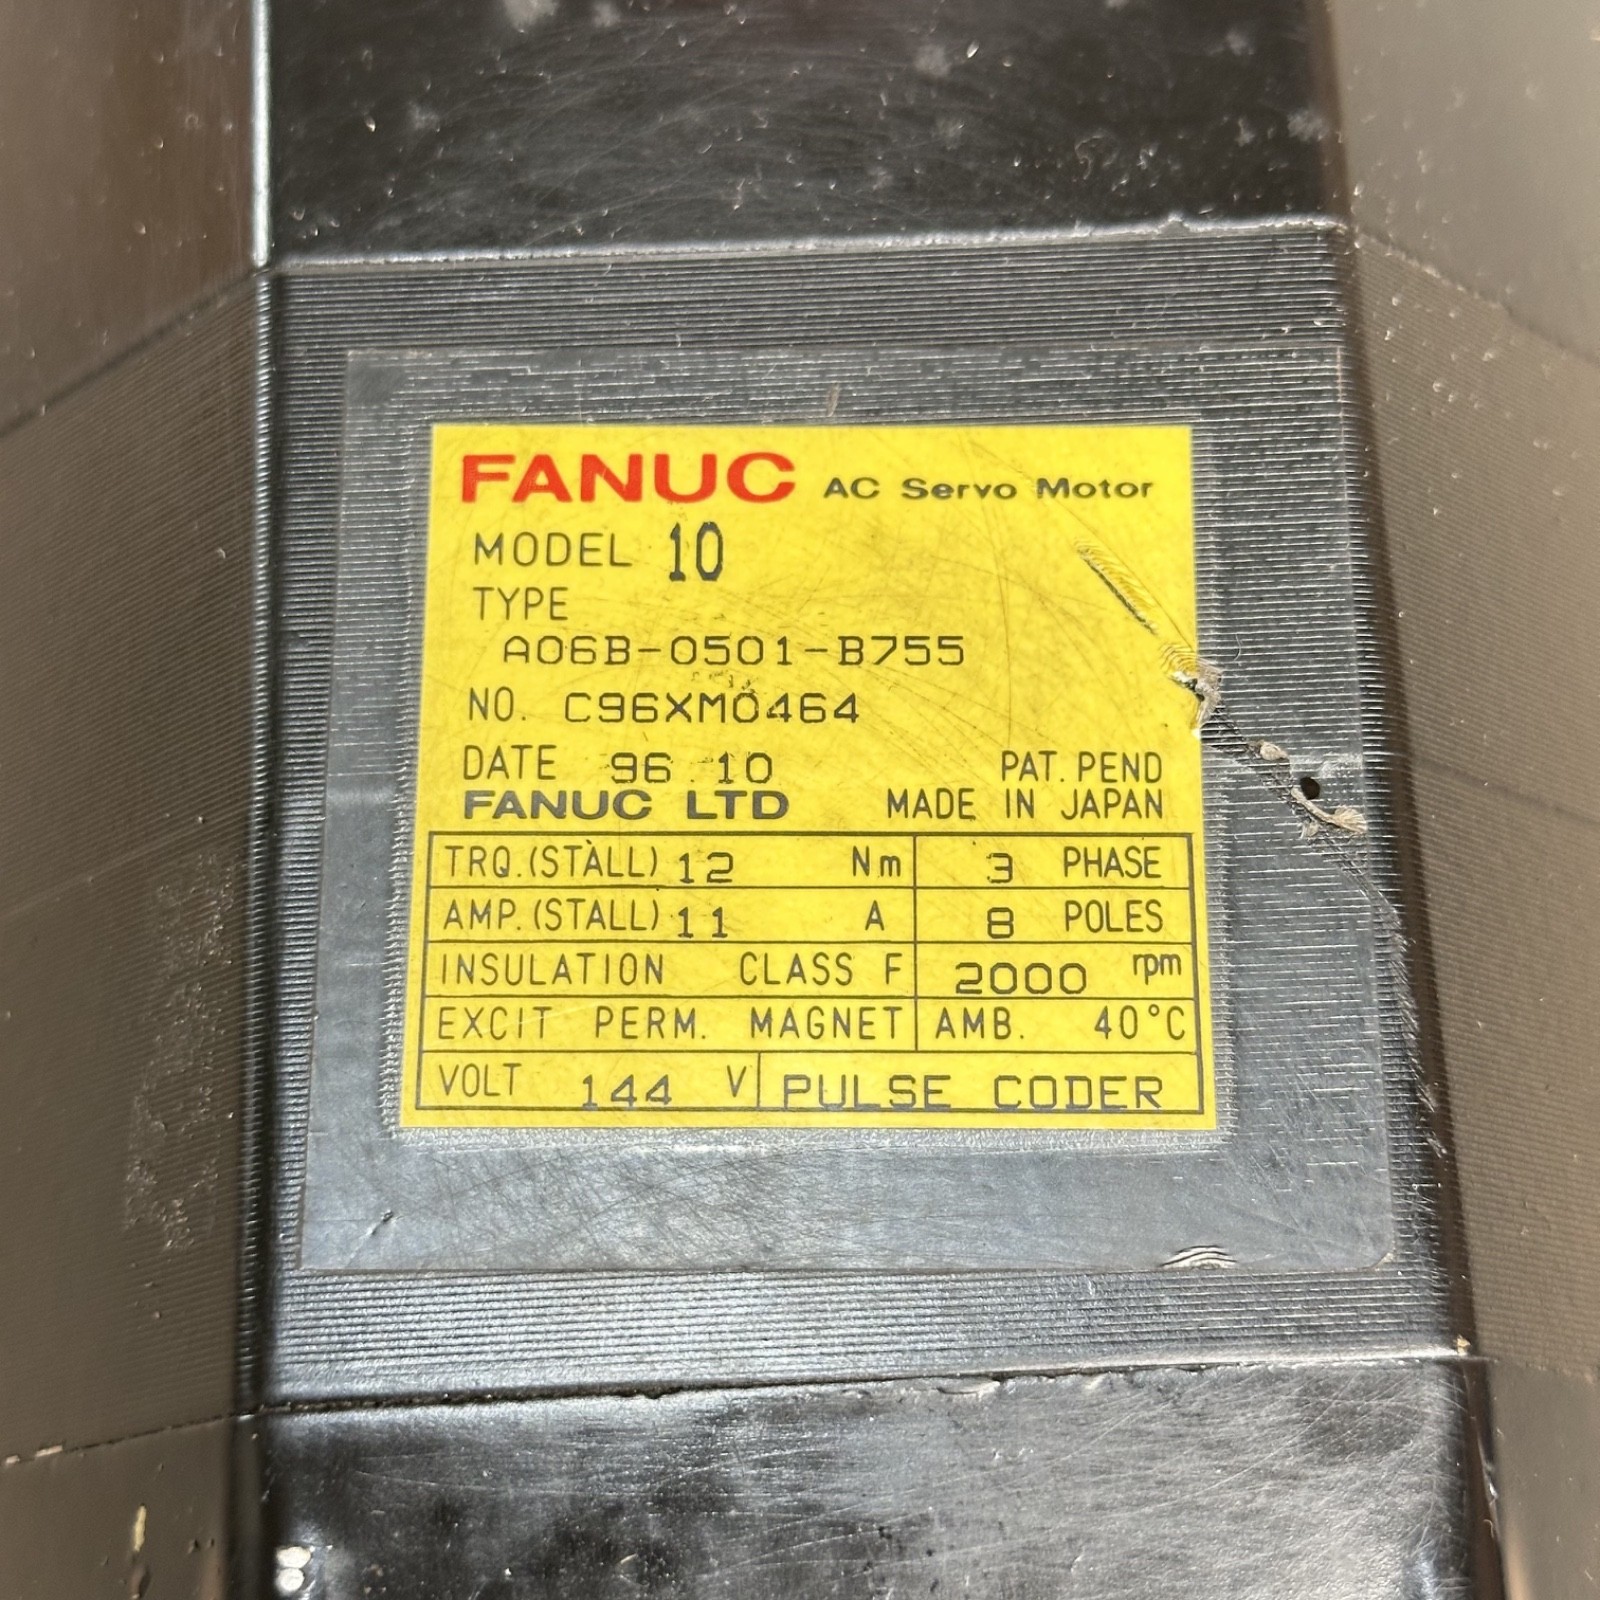 FANUC AC Servo Motor
MODEL 10
TYPE
A06B-0501-B755
NO. C96XM0464
DATE 96.10 PAT. PEND
FANUC LTD MADE IN JAPAN
TRQ.(STALL) 12 Nm 3 PHASE
AMP.(STALL) 11 A 8 POLES
INSULATION CLASS F 2000 rpm
EXCIT PERM. MAGNET AMB. 40°C
VOLT 144 V PULSE CODER